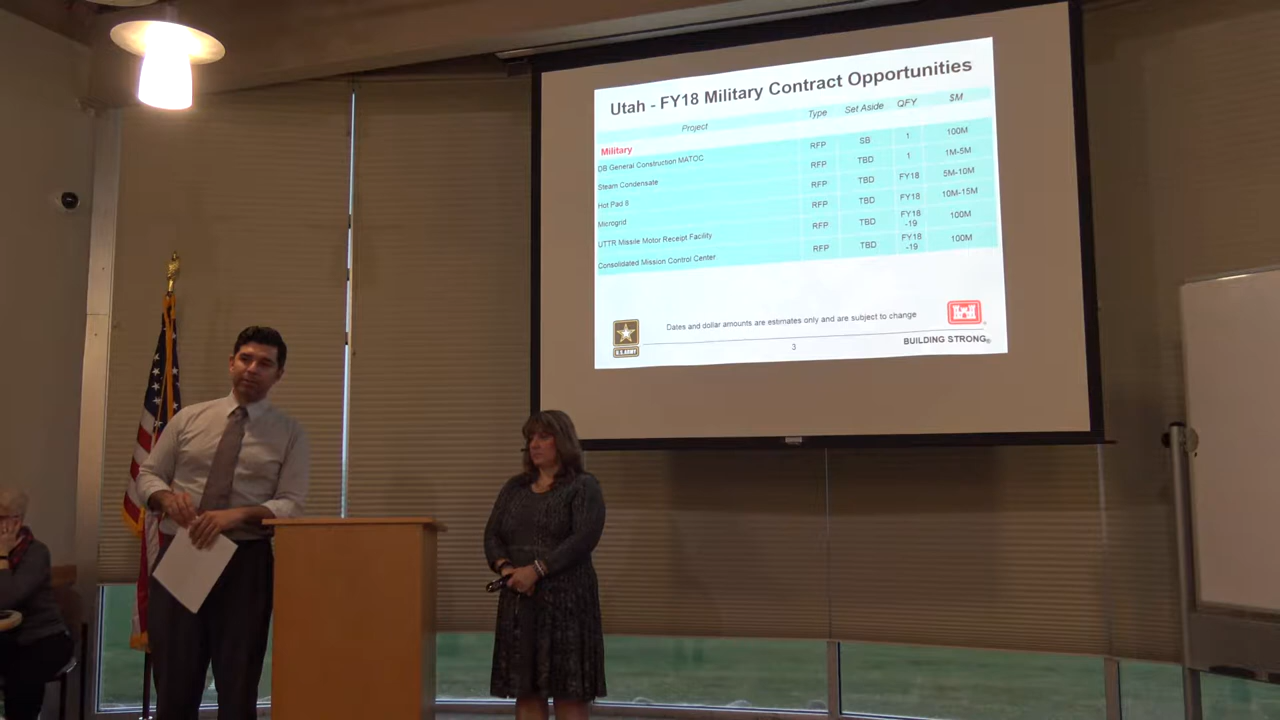 Utah - FY18 Military Contract Opportunities
Project Type Set Aside QFY $M
Military
DB General Construction MATOC RFP SB 1 100M
Steam Condensate RFP TBD 1 1M-5M
Hot Pad 8 RFP TBD FY18 5M-10M
Microgrid RFP TBD FY18 10M-15M
UTTR Missile Motor Receipt Facility RFP TBD FY18-19 100M
Consolidated Mission Control Center RFP TBD FY18-19 100M
Dates and dollar amounts are estimates only and are subject to change
U.S. ARMY
3
BUILDING STRONG®